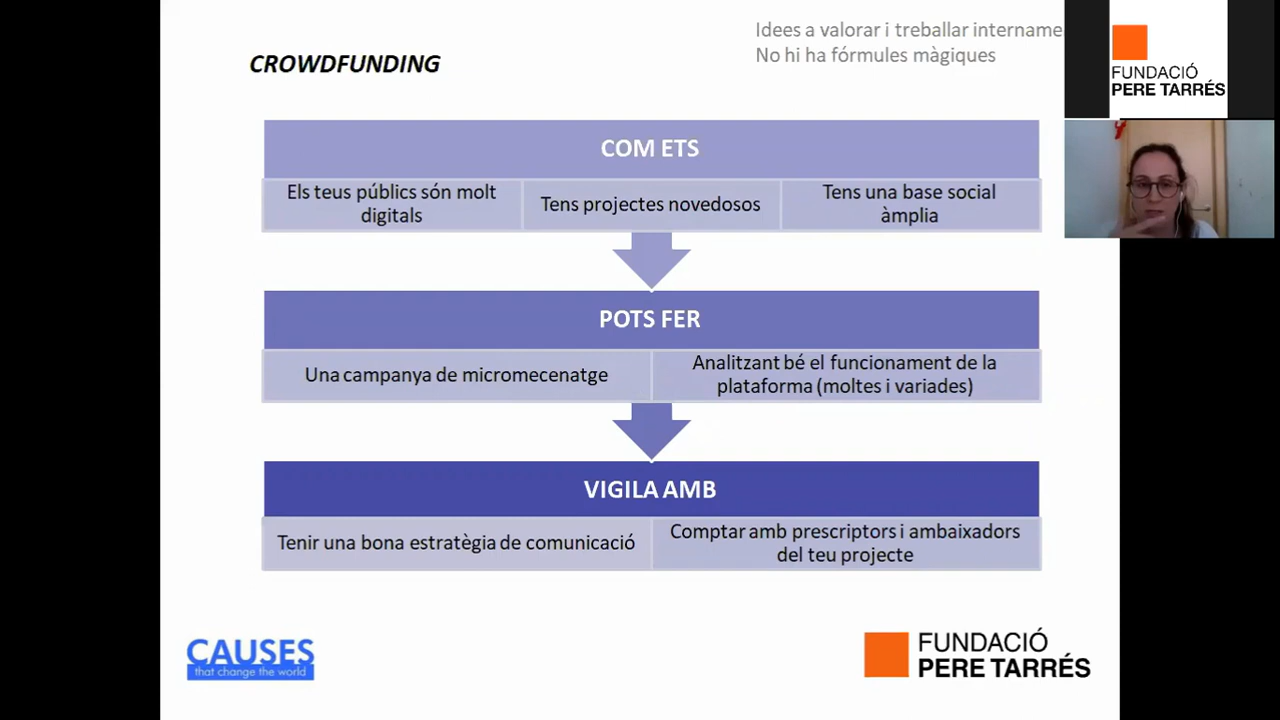 Idees a valorar i treballar intername
No hi ha fórmules màgiques
CROWDFUNDING
FUNDACIÓ
PERE TARRÉS
COM ETS
Els teus públics són molt
digitals
Tens projectes novedosos
Tens una base social
àmplia
POTS FER
Una campanya de micromecenatge
Analitzant bé el funcionament de la
plataforma (moltes i variades)
VIGILA AMB
Tenir una bona estratègia de comunicació
Comptar amb prescriptors i ambaixadors
del teu projecte
CAUSES
that change the world
FUNDACIÓ
PERE TARRÉS